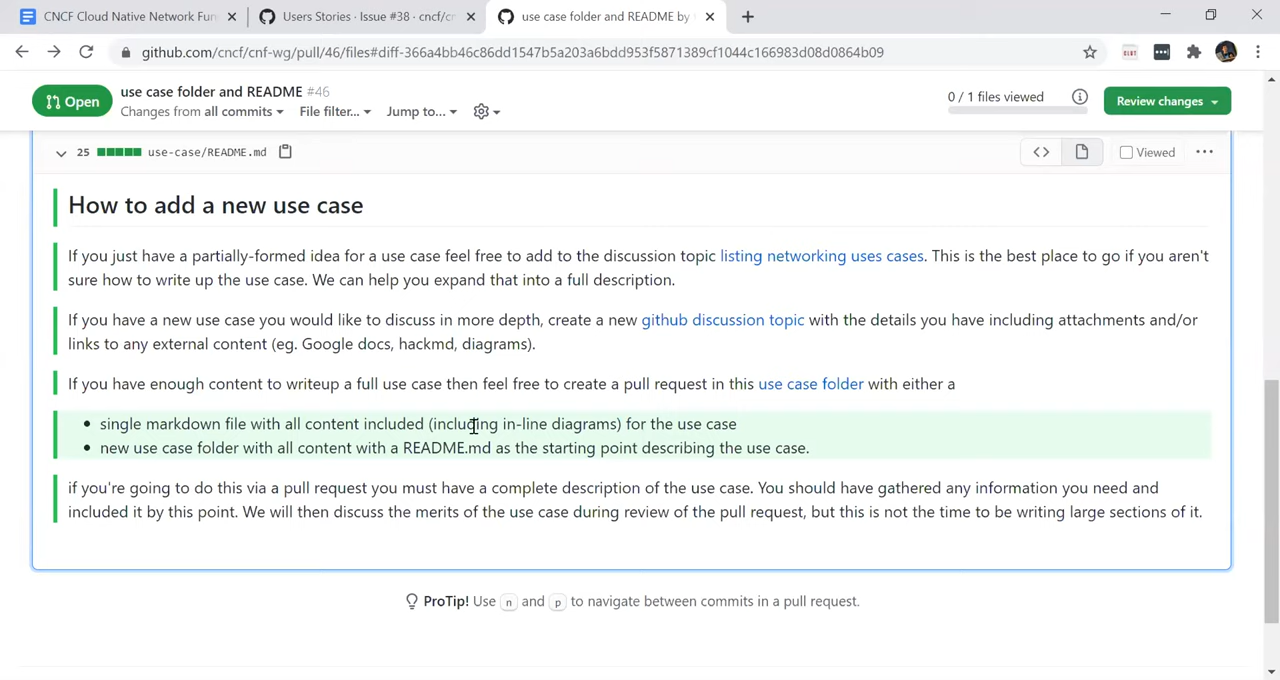 CNCF Cloud Native Network Fun
Users Stories · Issue #38 · cncf/cn
use case folder and README by
github.com/cncf/cnf-wg/pull/46/files#diff-366a4bb46c86dd1547b5a203a6bdd953f5871389cf1044c166983d08d0864b09
Open
use case folder and README #46
Changes from all commits
File filter...
Jump to...
0 / 1 files viewed
Review changes
25
use-case/README.md
Viewed
How to add a new use case
If you just have a partially-formed idea for a use case feel free to add to the discussion topic listing networking uses cases. This is the best place to go if you aren't
sure how to write up the use case. We can help you expand that into a full description.
If you have a new use case you would like to discuss in more depth, create a new github discussion topic with the details you have including attachments and/or
links to any external content (eg. Google docs, hackmd, diagrams).
If you have enough content to writeup a full use case then feel free to create a pull request in this use case folder with either a
single markdown file with all content included (including in-line diagrams) for the use case
new use case folder with all content with a README.md as the starting point describing the use case.
if you're going to do this via a pull request you must have a complete description of the use case. You should have gathered any information you need and
included it by this point. We will then discuss the merits of the use case during review of the pull request, but this is not the time to be writing large sections of it.
ProTip! Use n and p to navigate between commits in a pull request.